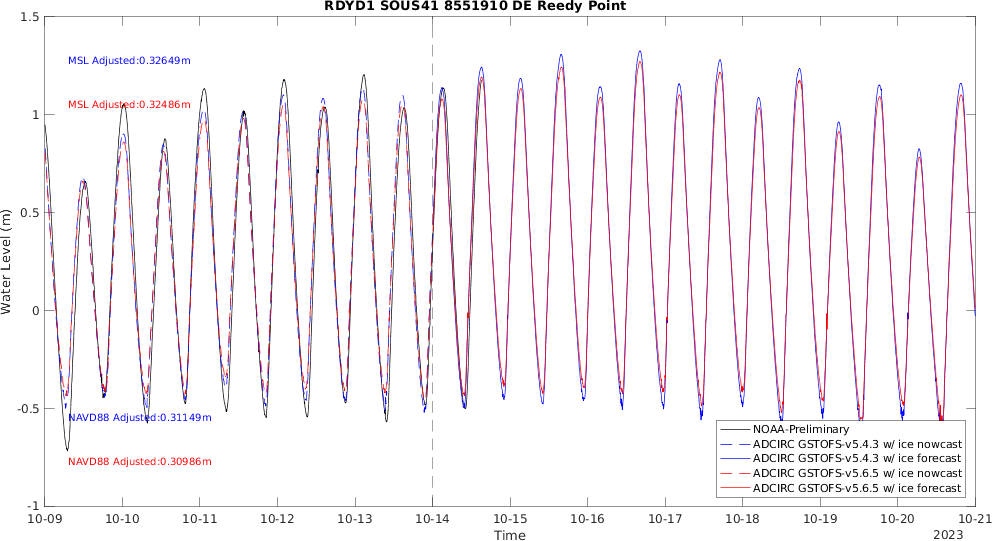 RDYD1 SOUS41 8551910 DE Reedy Point
1.5
1
0.5
0
-0.5
-1
Water Level (m)
MSL Adjusted:0.32649m
MSL Adjusted:0.32486m
NAVD88 Adjusted:0.31149m
NAVD88 Adjusted:0.30986m
NOAA-Preliminary
ADCIRC GSTOFS-v5.4.3 w/ ice nowcast
ADCIRC GSTOFS-v5.4.3 w/ ice forecast
ADCIRC GSTOFS-v5.6.5 w/ ice nowcast
ADCIRC GSTOFS-v5.6.5 w/ ice forecast
10-09 10-10 10-11 10-12 10-13 10-14 10-15 10-16 10-17 10-18 10-19 10-20 10-21
Time
2023